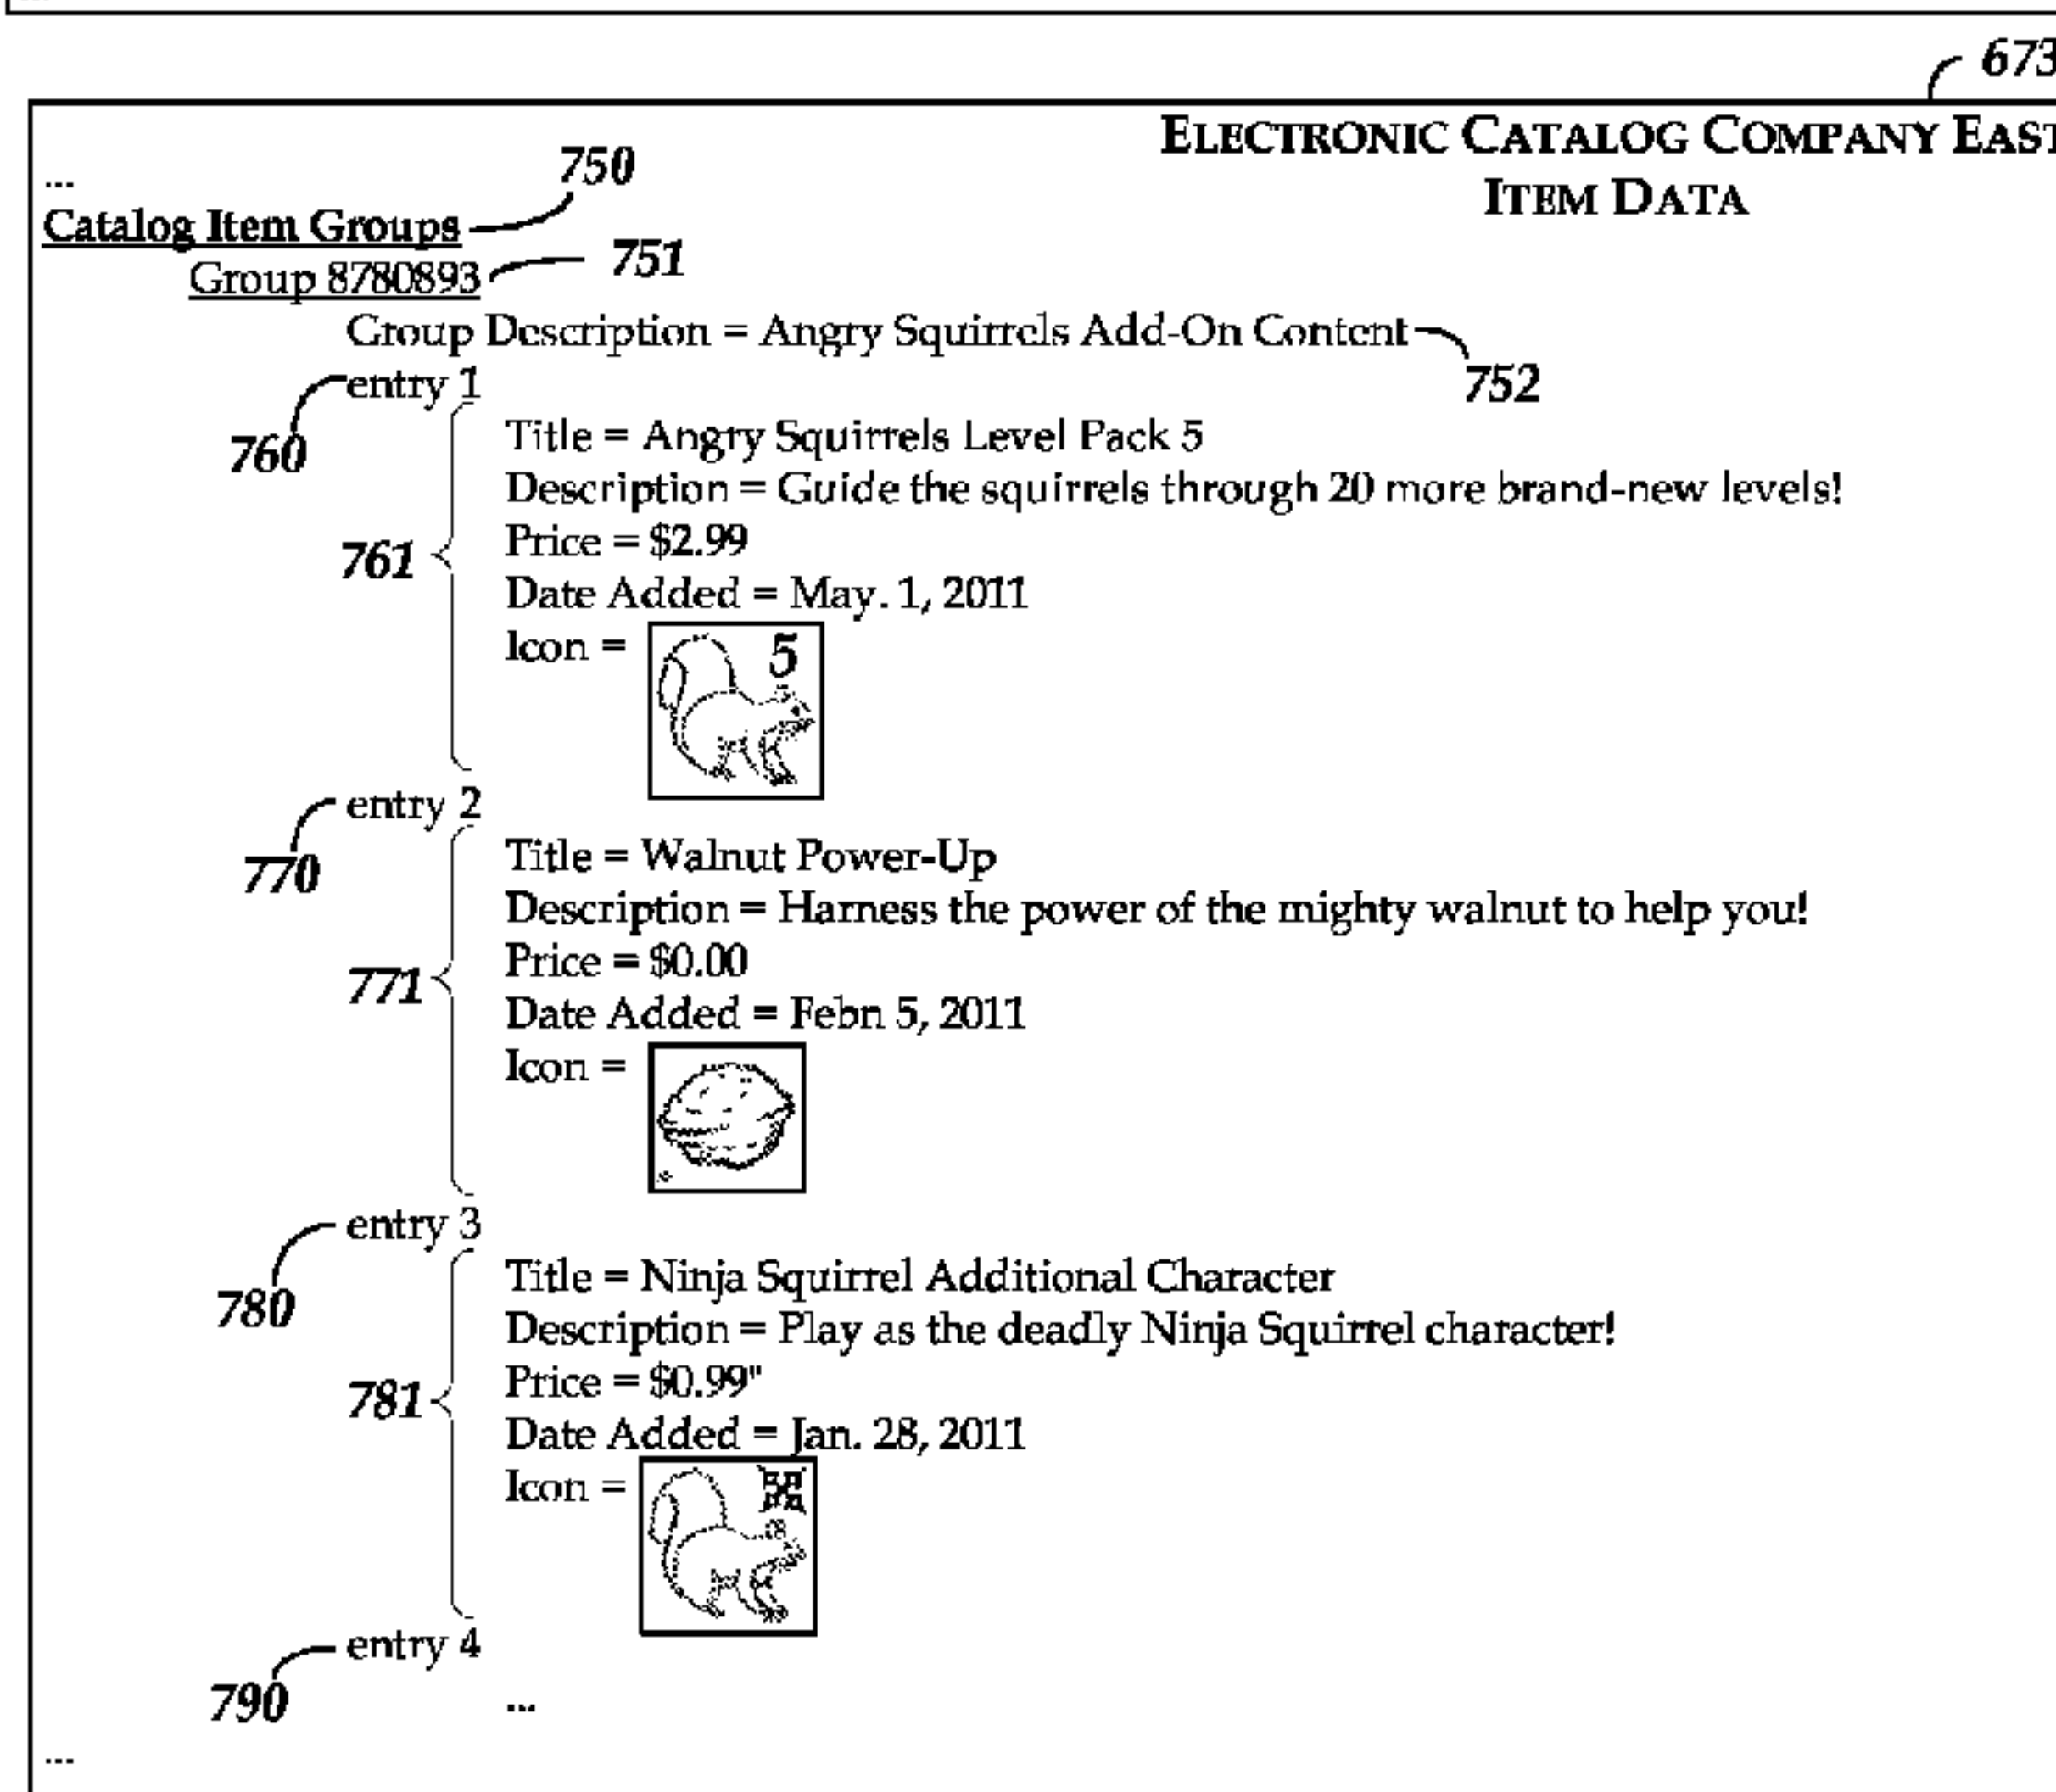 673
ELECTRONIC CATALOG COMPANY EAST
ITEM DATA
...
750
Catalog Item Groups
751
Group 8780893
Group Description = Angry Squirrels Add-On Content
752
entry 1
760
Title = Angry Squirrels Level Pack 5
Description = Guide the squirrels through 20 more brand-new levels!
Price = $2.99
761
Date Added = May. 1, 2011
Icon =
5
entry 2
770
Title = Walnut Power-Up
Description = Harness the power of the mighty walnut to help you!
Price = $0.00
771
Date Added = Febn 5, 2011
Icon =
entry 3
780
Title = Ninja Squirrel Additional Character
Description = Play as the deadly Ninja Squirrel character!
Price = $0.99"
781
Date Added = Jan. 28, 2011
Icon =
entry 4
790
...
...